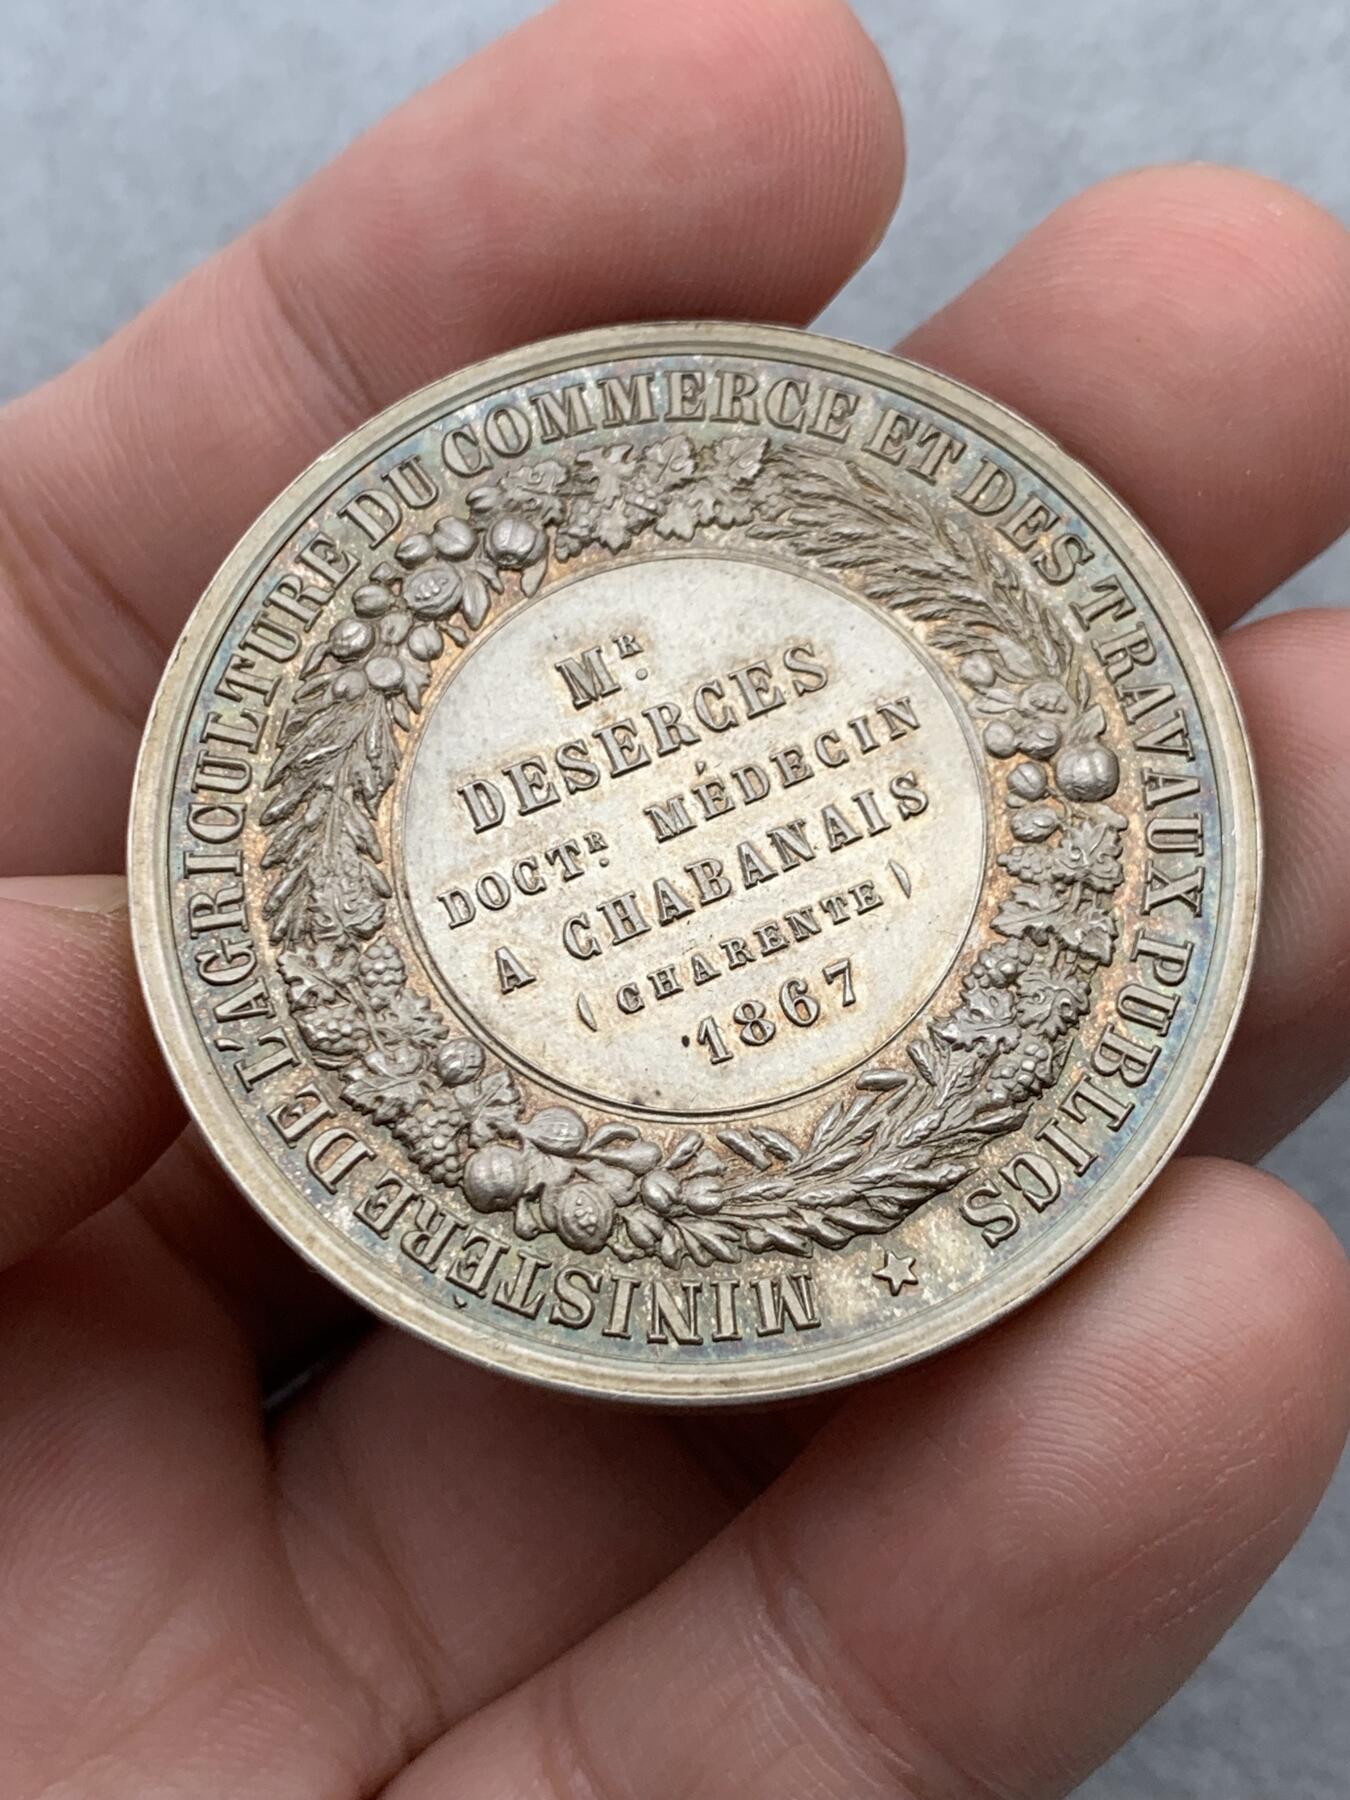 MINISTÈRE DE L'AGRICULTURE DU COMMERCE ET DES TRAVAUX PUBLICS
MR.
DESERCES
DOCTR. MÉDECIN
A CHABANAIS
(CHARENTE)
1867